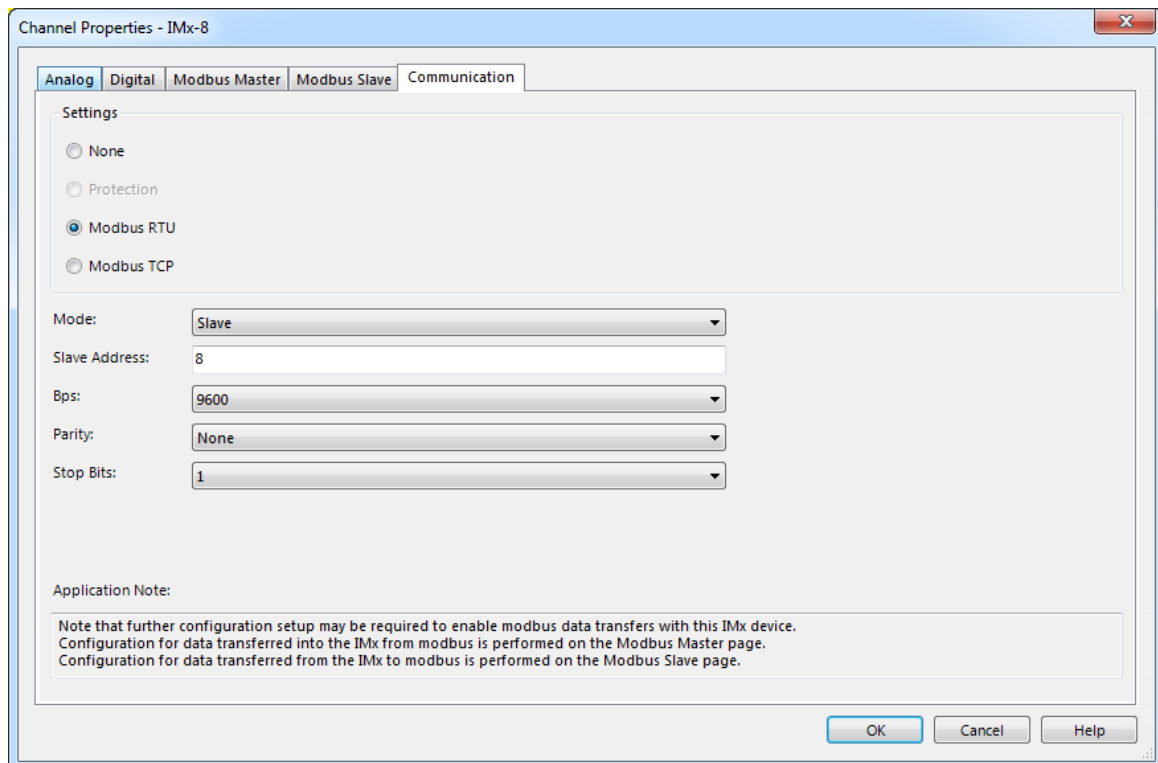 Channel Properties - IMx-8
Analog Digital Modbus Master Modbus Slave Communication
Settings
None
Protection
Modbus RTU
Modbus TCP
Mode: Slave
Slave Address: 8
Bps: 9600
Parity: None
Stop Bits: 1
Application Note:
Note that further configuration setup may be required to enable modbus data transfers with this IMx device.
Configuration for data transferred into the IMx from modbus is performed on the Modbus Master page.
Configuration for data transferred from the IMx to modbus is performed on the Modbus Slave page.
OK Cancel Help